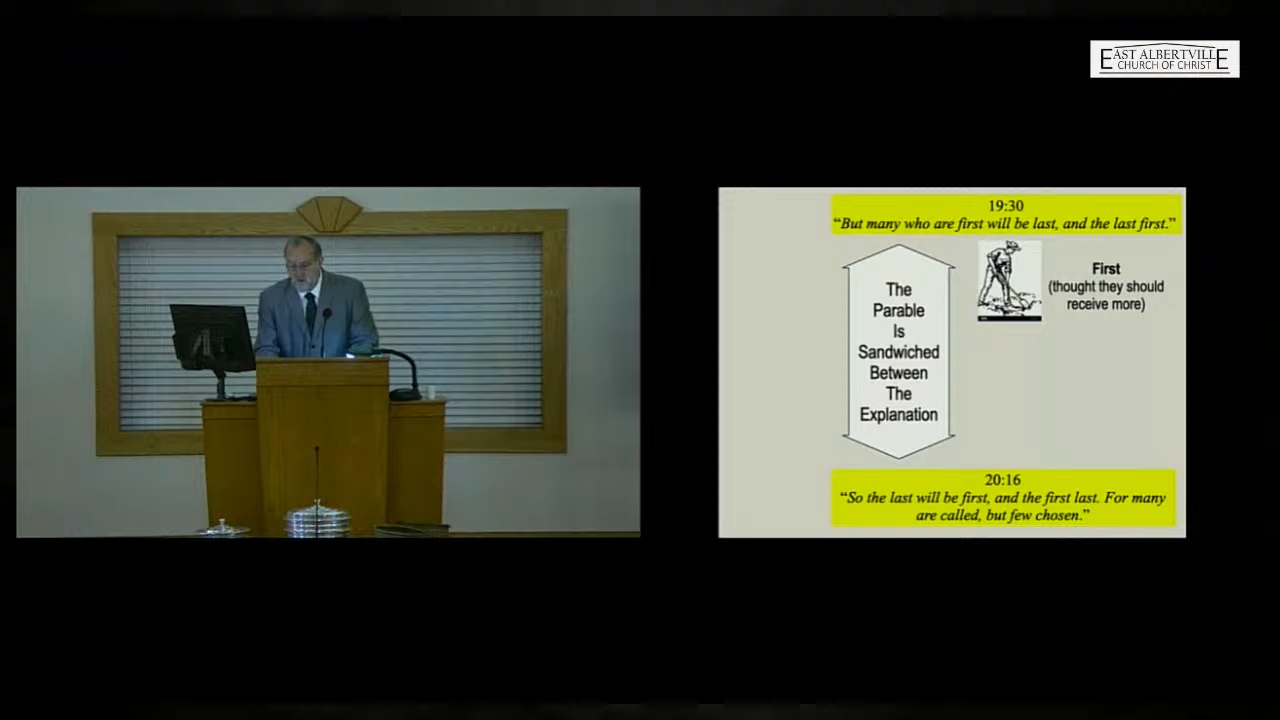 EAST ALBERTVILLE
CHURCH OF CHRIST
19:30
“But many who are first will be last, and the last first.”
The
Parable
Is
Sandwiched
Between
The
Explanation
First
(thought they should
receive more)
20:16
“So the last will be first, and the first last. For many
are called, but few chosen.”